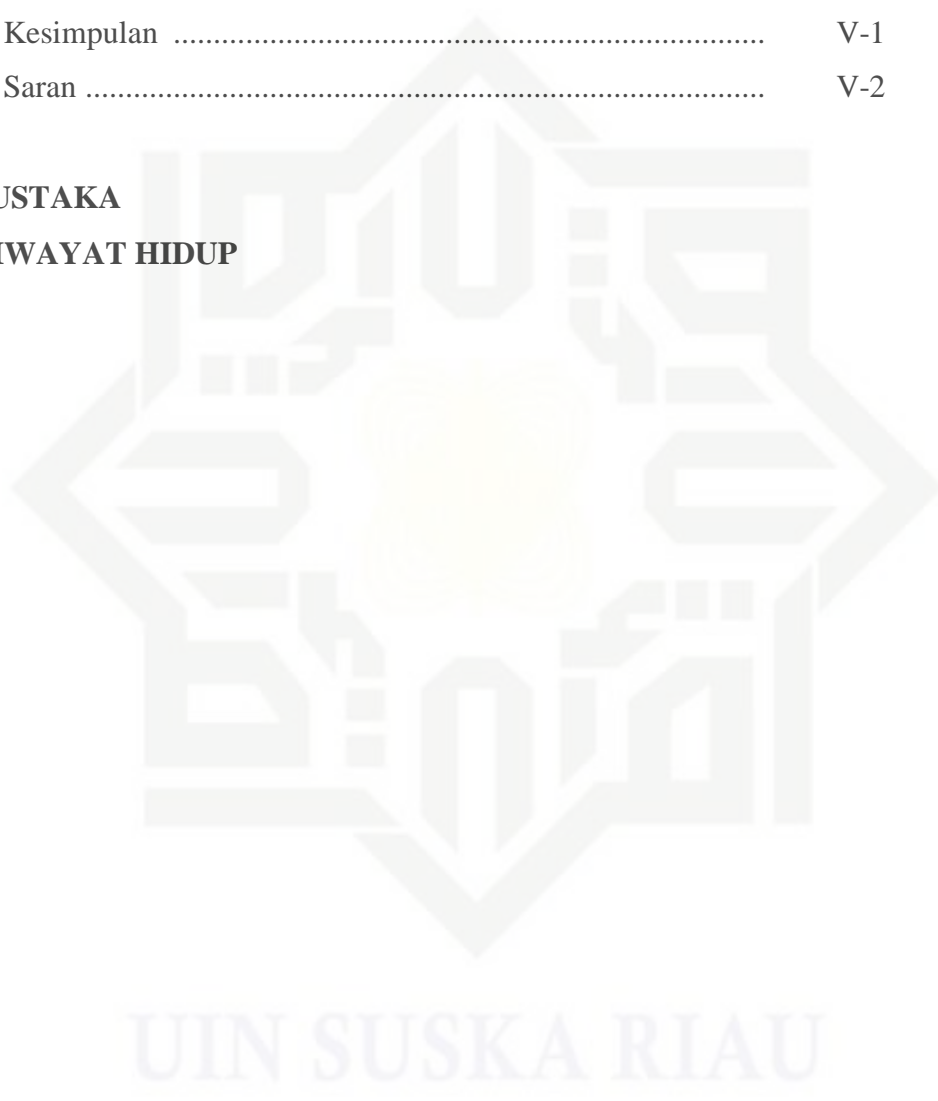 Kesimpulan .......................................................................... V-1
Saran ..................................................................................... V-2
USTAKA
IWAYAT HIDUP
UIN SUSKA RIAU